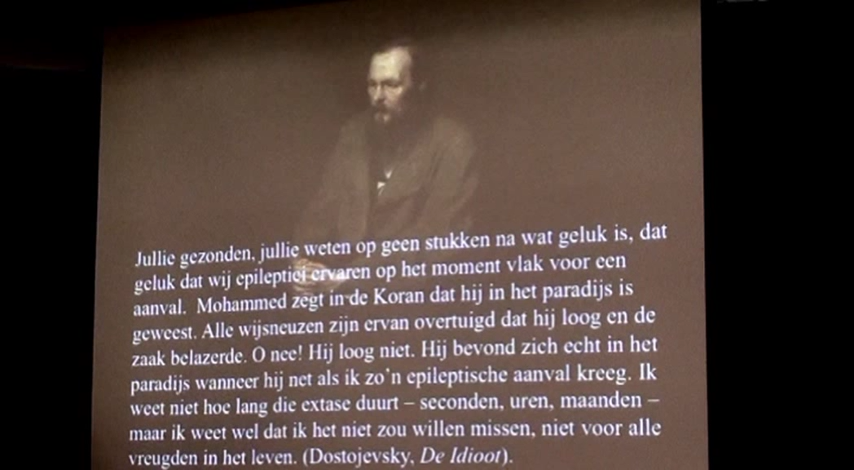 Jullie gezonden, jullie weten op geen stukken na wat geluk is, dat
geluk dat wij epileptici ervaren op het moment vlak voor een
aanval. Mohammed zegt in de Koran dat hij in het paradijs is
geweest. Alle wijsneuzen zijn ervan overtuigd dat hij loog en de
zaak belazerde. O nee! Hij loog niet. Hij bevond zich echt in het
paradijs wanneer hij net als ik zo'n epileptische aanval kreeg. Ik
weet niet hoe lang die extase duurt – seconden, uren, maanden –
maar ik weet wel dat ik het niet zou willen missen, niet voor alle
vreugden in het leven. (Dostojevsky, De Idioot).